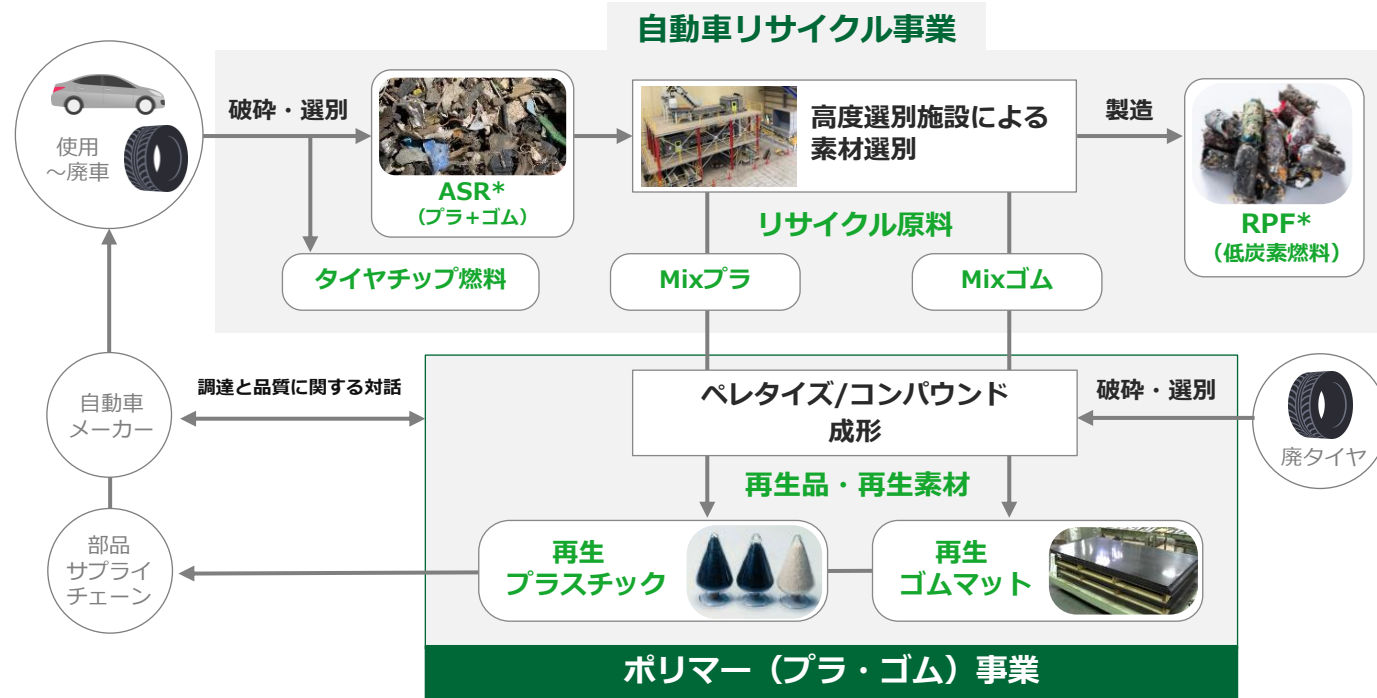 自動車リサイクル事業
使用
～廃車
破砕・選別
ASR*
（プラ＋ゴム）
高度選別施設による
素材選別
製造
RPF*
（低炭素燃料）
リサイクル原料
タイヤチップ燃料
Mixプラ
Mixゴム
自動車
メーカー
調達と品質に関する対話
ペレタイズ/コンパウンド
成形
破砕・選別
廃タイヤ
再生品・再生素材
部品
サプライ
チェーン
再生
プラスチック
再生
ゴムマット
ポリマー（プラ・ゴム）事業